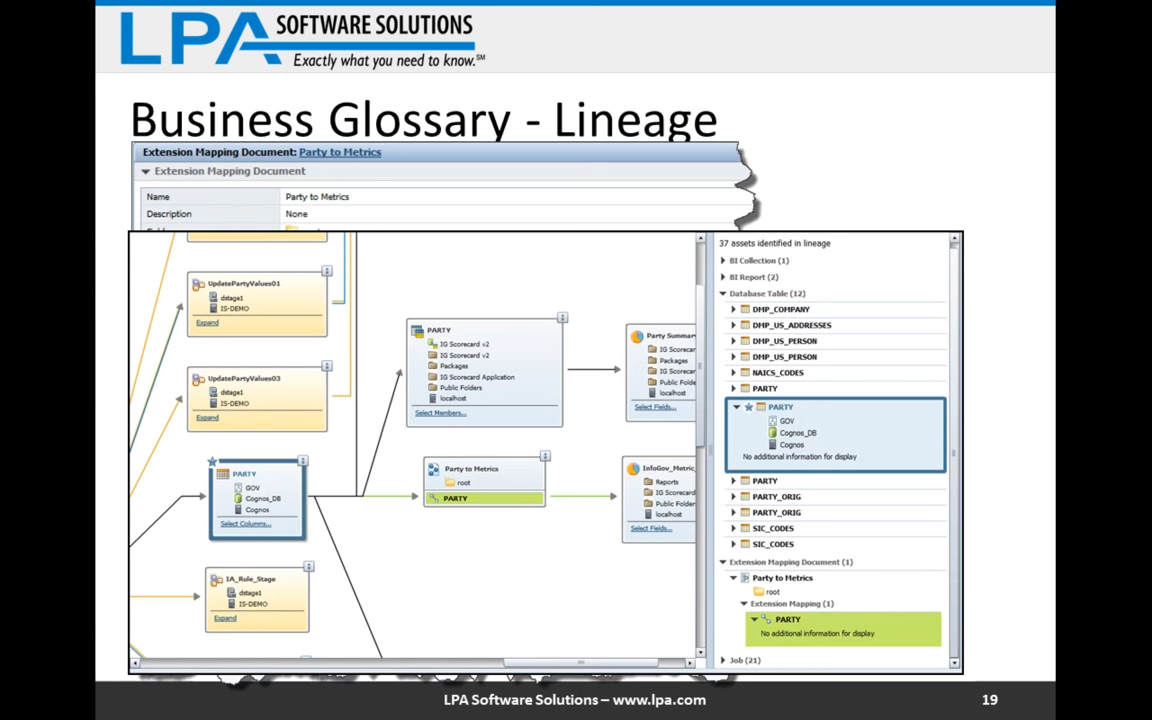 LPA SOFTWARE SOLUTIONS
Exactly what you need to know.℠
Business Glossary - Lineage
Extension Mapping Document: Party to Metrics
Extension Mapping Document
Name Party to Metrics
Description None
UpdatePartyValues01
dstage1
IS-DEMO
Expand
UpdatePartyValues03
dstage1
IS-DEMO
Expand
PARTY
GOV
Cognos_DB
Cognos
Select Columns...
IA_Rule_Stage
dstage1
IS-DEMO
Expand
PARTY
IG Scorecard v2
IG Scorecard v2
Packages
IG Scorecard Application
Public Folders
localhost
Select Members...
Party to Metrics
root
PARTY
Party Summar
IG Scorecar
Packages
IG Scorecar
Public Folde
localhost
Select Fields...
InfoGov_Metric_
Reports
IG Scorecar
Public Folder
localhost
Select Fields...
37 assets identified in lineage
BI Collection (1)
BI Report (2)
Database Table (12)
DMP_COMPANY
DMP_US_ADDRESSES
DMP_US_PERSON
DMP_US_PERSON
NAICS_CODES
PARTY
PARTY
GOV
Cognos_DB
Cognos
No additional information for display
PARTY
PARTY_ORIG
PARTY_ORIG
SIC_CODES
SIC_CODES
Extension Mapping Document (1)
Party to Metrics
root
Extension Mapping (1)
PARTY
No additional information for display
Job (21)
LPA Software Solutions – www.lpa.com
19